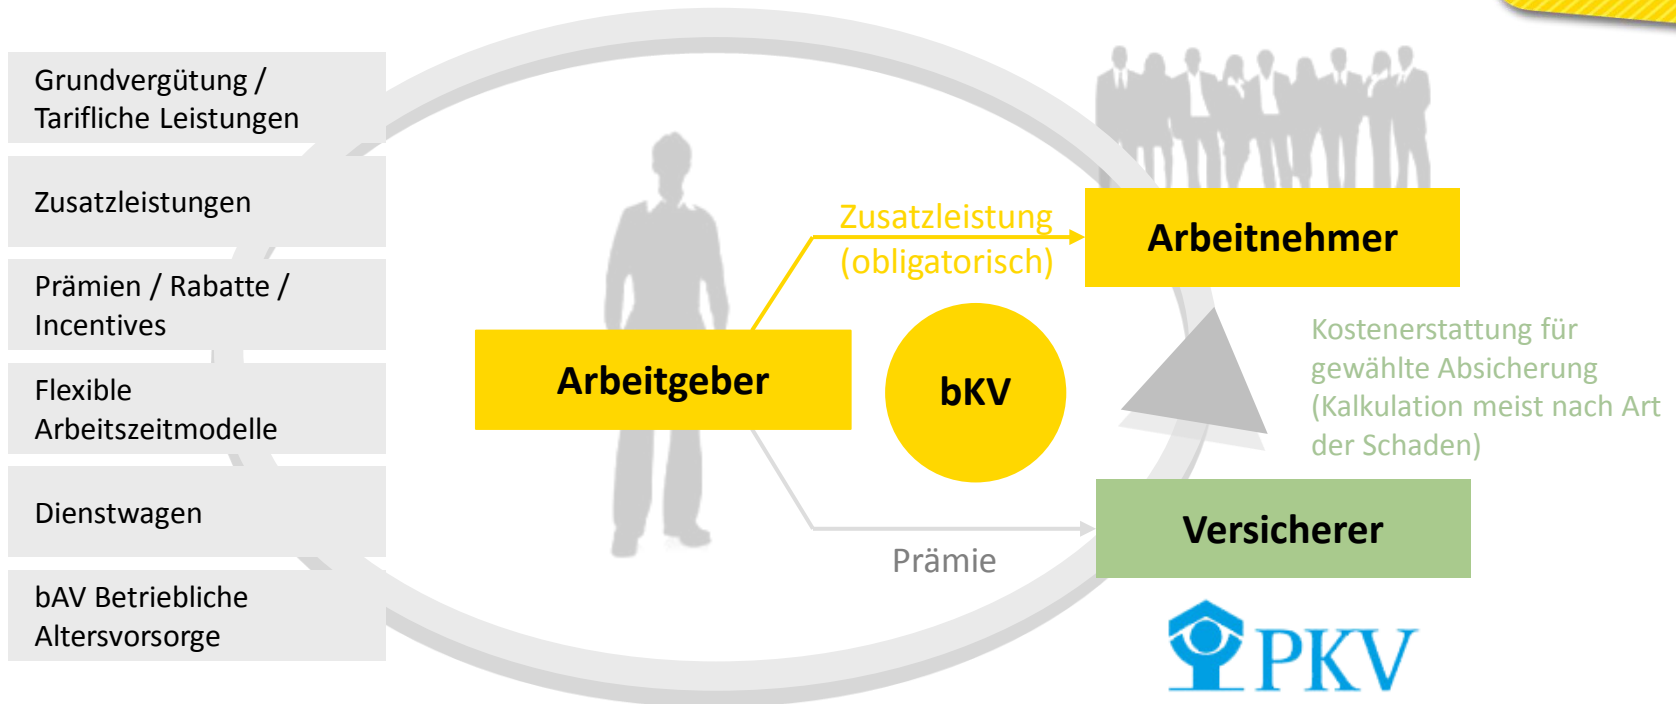 Grundvergütung /
Tarifliche Leistungen
Zusatzleistungen
Prämien / Rabatte /
Incentives
Flexible
Arbeitszeitmodelle
Dienstwagen
bAV Betriebliche
Altersvorsorge
Zusatzleistung
(obligatorisch)
Arbeitnehmer
Arbeitgeber
bKV
Kostenerstattung für
gewählte Absicherung
(Kalkulation meist nach Art
der Schaden)
Versicherer
Prämie
PKV